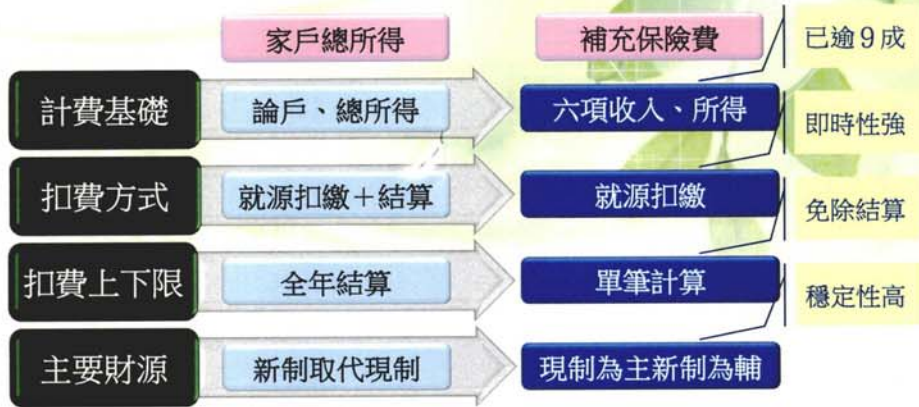 家戶總所得 補充保險費 已逾9成
計費基礎 論戶、總所得 六項收入、所得
即時性強
扣費方式 就源扣繳＋結算 就源扣繳
免除結算
扣費上下限 全年結算 單筆計算
穩定性高
主要財源 新制取代現制 現制為主新制為輔